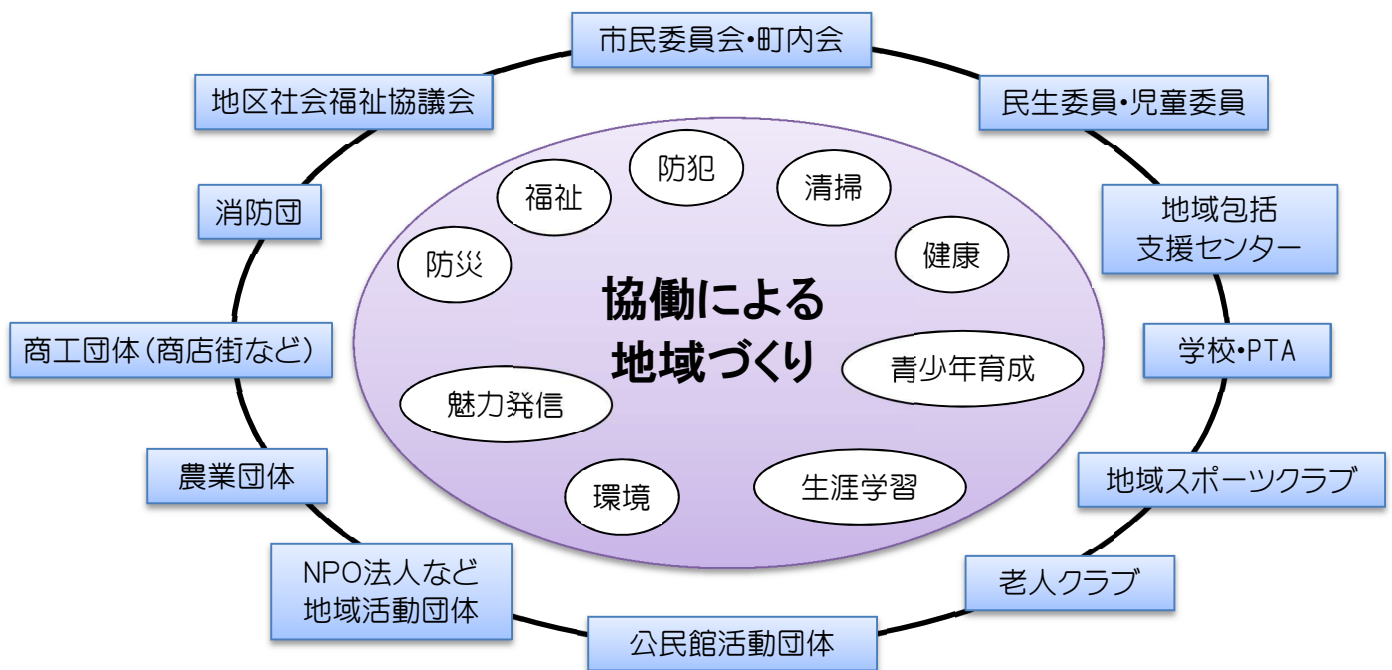 市民委員会・町内会
地区社会福祉協議会
民生委員・児童委員
消防団
地域包括
支援センター
商工団体(商店街など)
学校・PTA
農業団体
地域スポーツクラブ
NPO法人など
地域活動団体
老人クラブ
公民館活動団体
防犯
福祉
清掃
防災
健康
協働による
地域づくり
青少年育成
魅力発信
生涯学習
環境